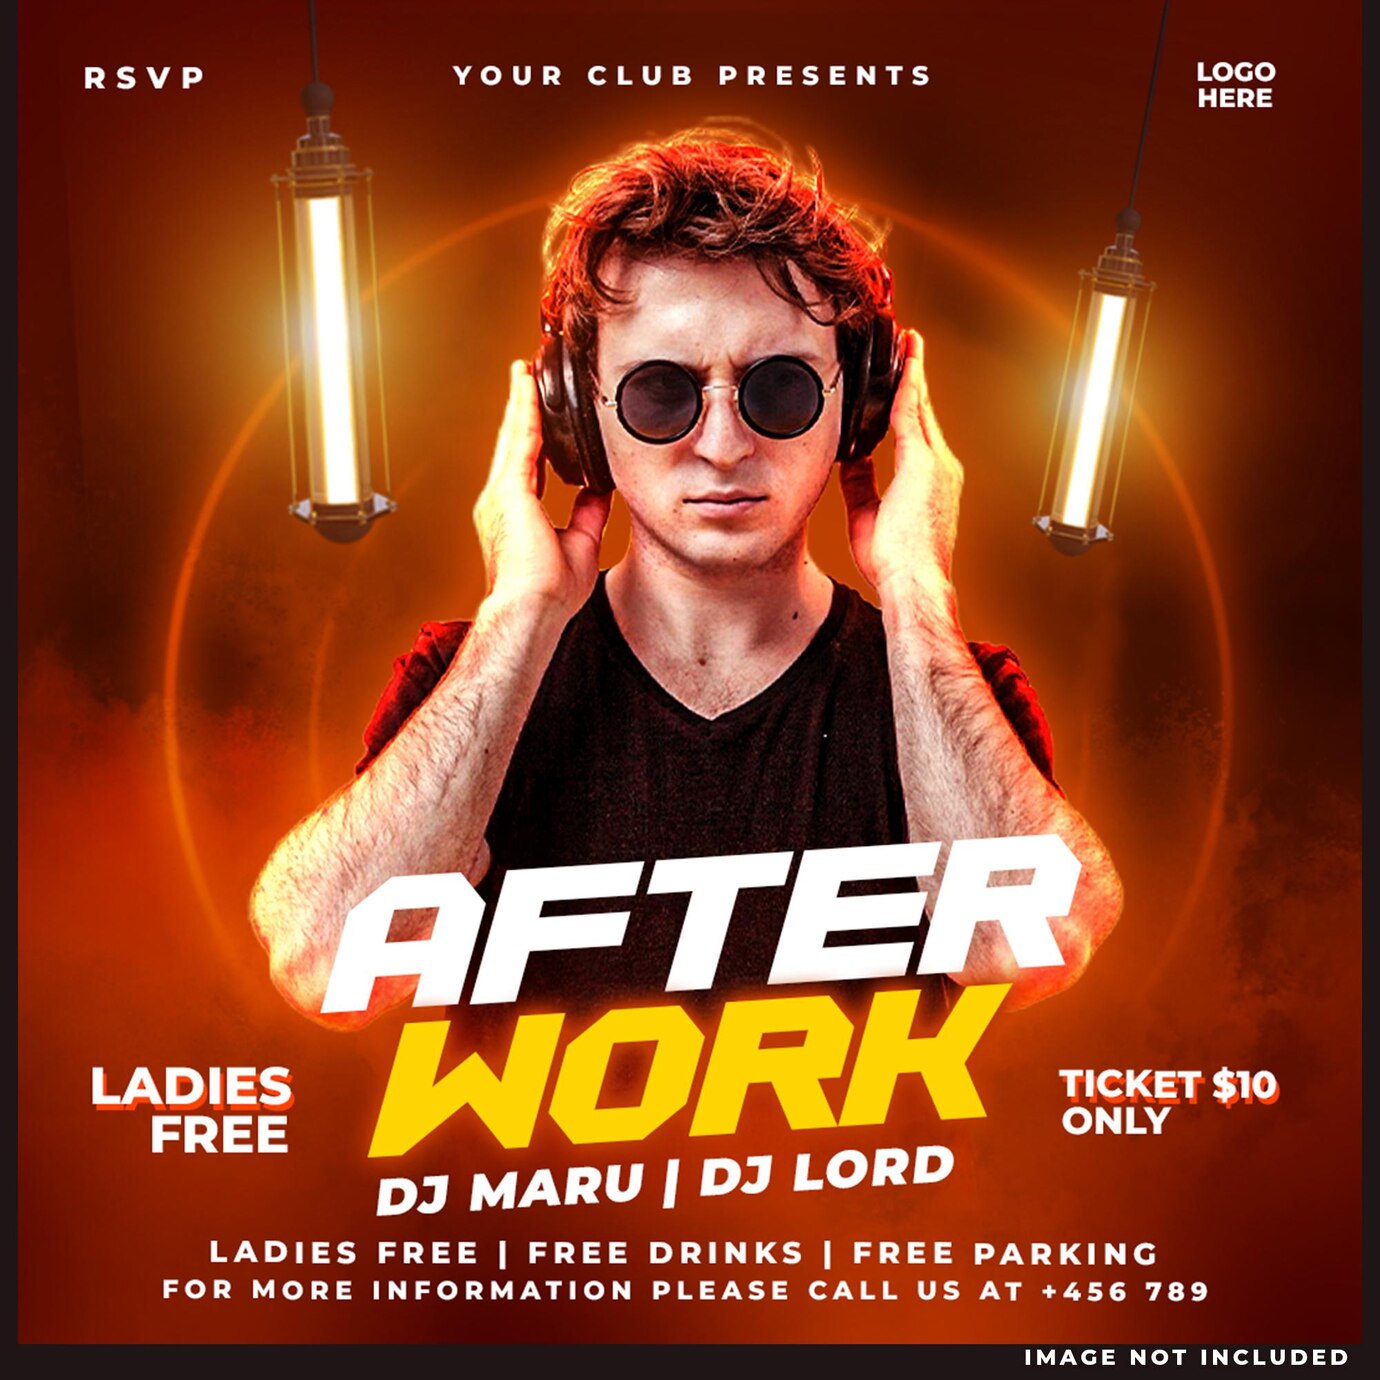 RSVP
YOUR CLUB PRESENTS
LOGO
HERE
AFTER
WORK
LADIES
FREE
TICKET $10
ONLY
DJ MARU | DJ LORD
LADIES FREE | FREE DRINKS | FREE PARKING
FOR MORE INFORMATION PLEASE CALL US AT +456 789
IMAGE NOT INCLUDED